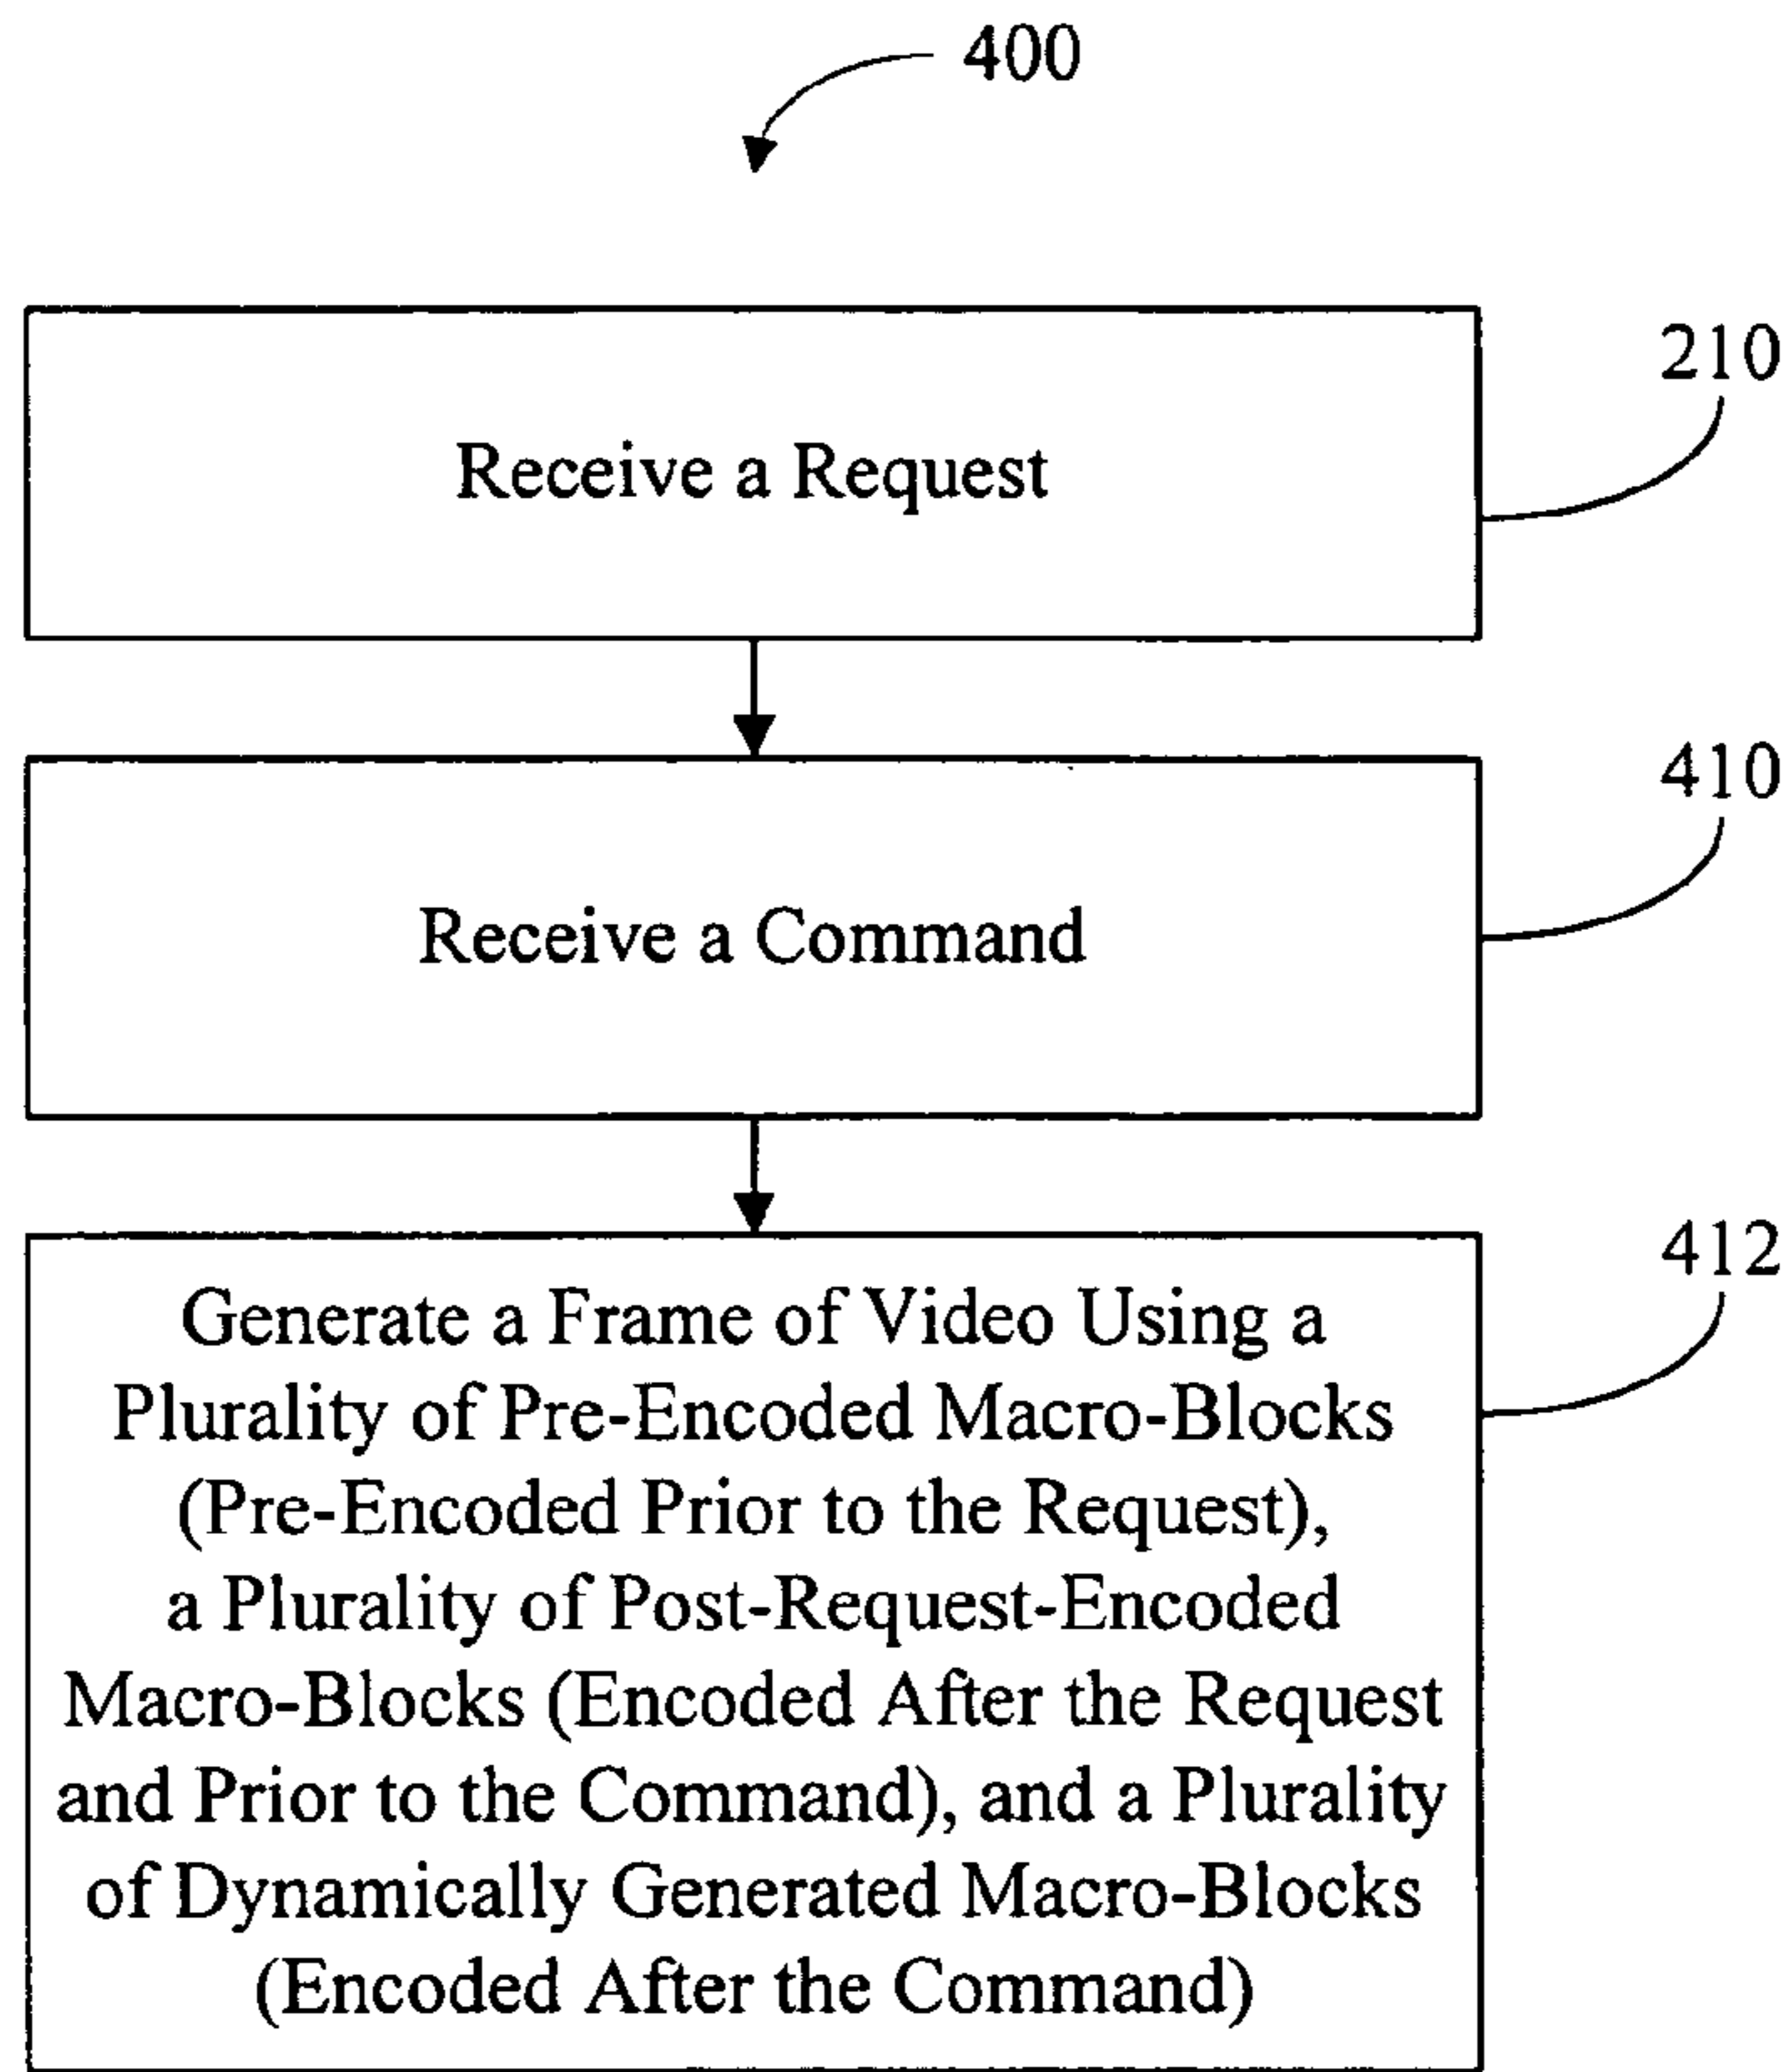 400
210
Receive a Request
410
Receive a Command
412
Generate a Frame of Video Using a
Plurality of Pre-Encoded Macro-Blocks
(Pre-Encoded Prior to the Request),
a Plurality of Post-Request-Encoded
Macro-Blocks (Encoded After the Request
and Prior to the Command), and a Plurality
of Dynamically Generated Macro-Blocks
(Encoded After the Command)